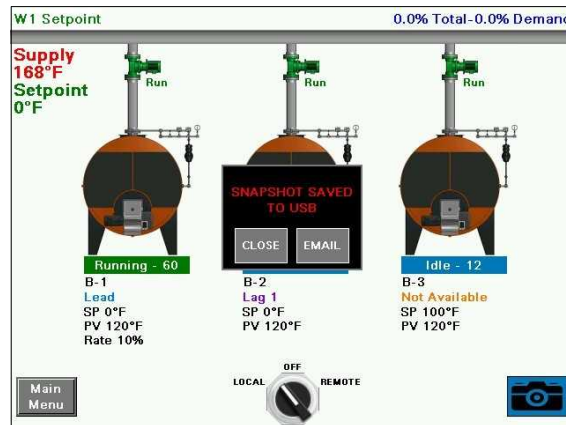 W1 Setpoint
0.0% Total-0.0% Demand
Supply
168°F
Setpoint
0°F
Run
Run
Run
SNAPSHOT SAVED
TO USB
CLOSE
EMAIL
Running - 60
Idle - 12
B-1
Lead
SP 0°F
PV 120°F
Rate 10%
B-2
Lag 1
SP 0°F
PV 120°F
B-3
Not Available
SP 100°F
PV 120°F
Main
Menu
LOCAL
OFF
REMOTE